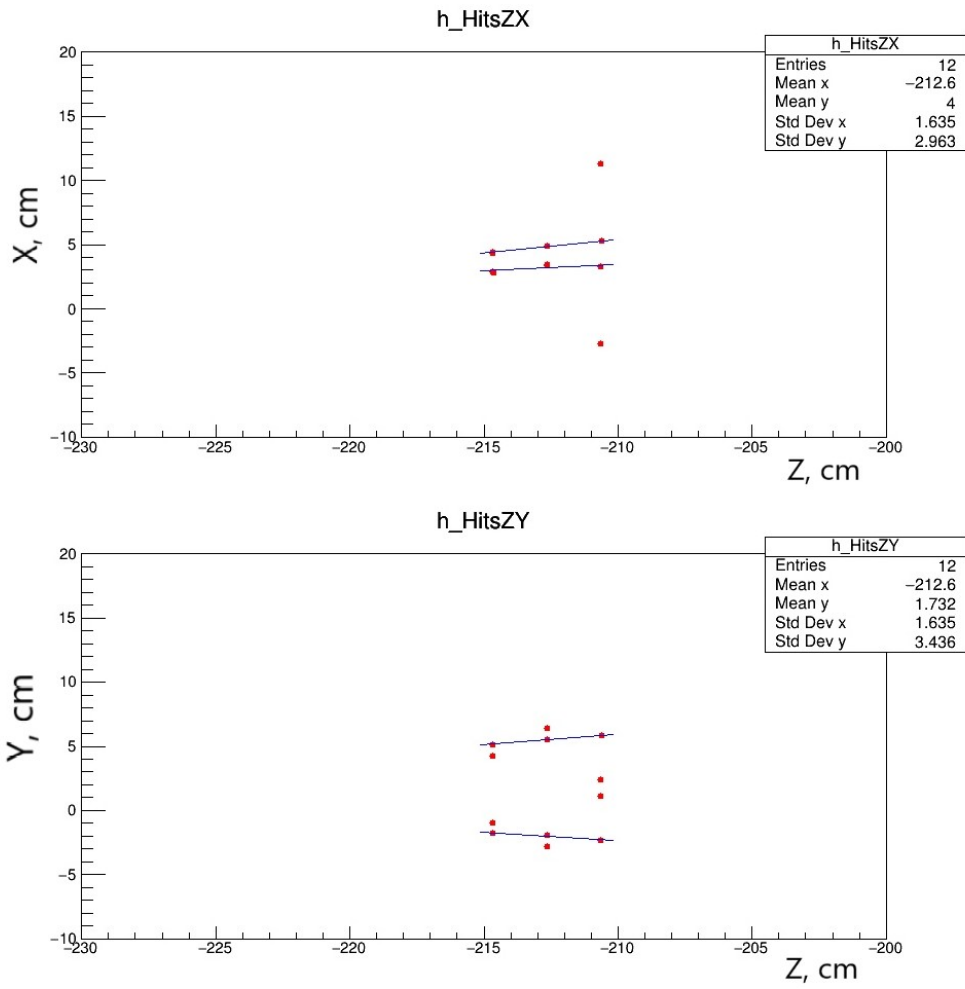 h_HitsZX
h_HitsZX
Entries 12
Mean x −212.6
Mean y 4
Std Dev x 1.635
Std Dev y 2.963
20
15
10
5
0
−5
−10
X, cm
−230 −225 −220 −215 −210 −205 −200
Z, cm
h_HitsZY
h_HitsZY
Entries 12
Mean x −212.6
Mean y 1.732
Std Dev x 1.635
Std Dev y 3.436
20
15
10
5
0
−5
−10
Y, cm
−230 −225 −220 −215 −210 −205 −200
Z, cm